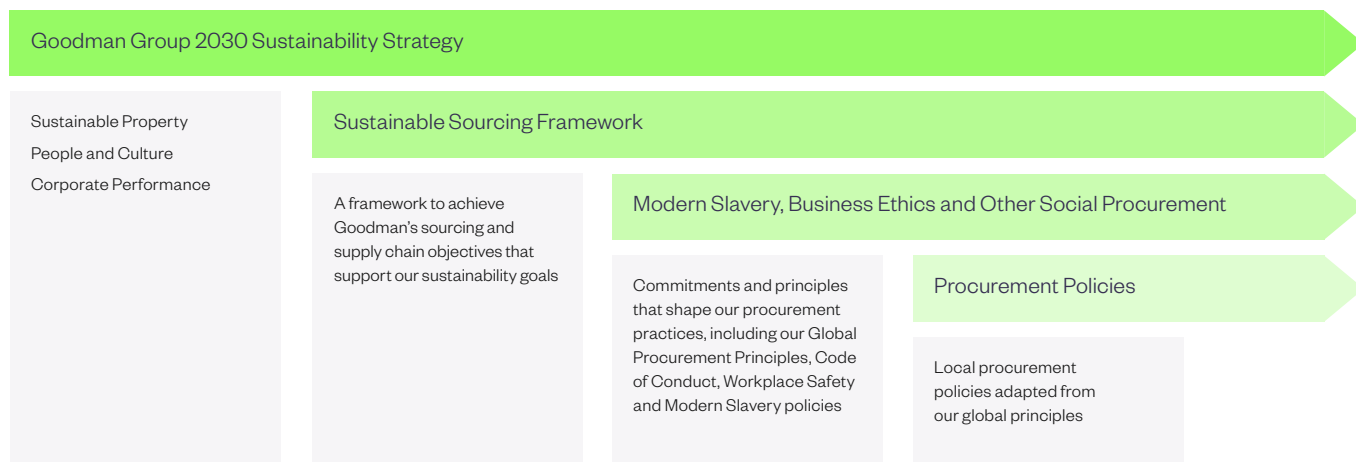 Goodman Group 2030 Sustainability Strategy
Sustainable Property
People and Culture
Corporate Performance
Sustainable Sourcing Framework
A framework to achieve
Goodman's sourcing and
supply chain objectives that
support our sustainability goals
Modern Slavery, Business Ethics and Other Social Procurement
Commitments and principles
that shape our procurement
practices, including our Global
Procurement Principles, Code
of Conduct, Workplace Safety
and Modern Slavery policies
Procurement Policies
Local procurement
policies adapted from
our global principles